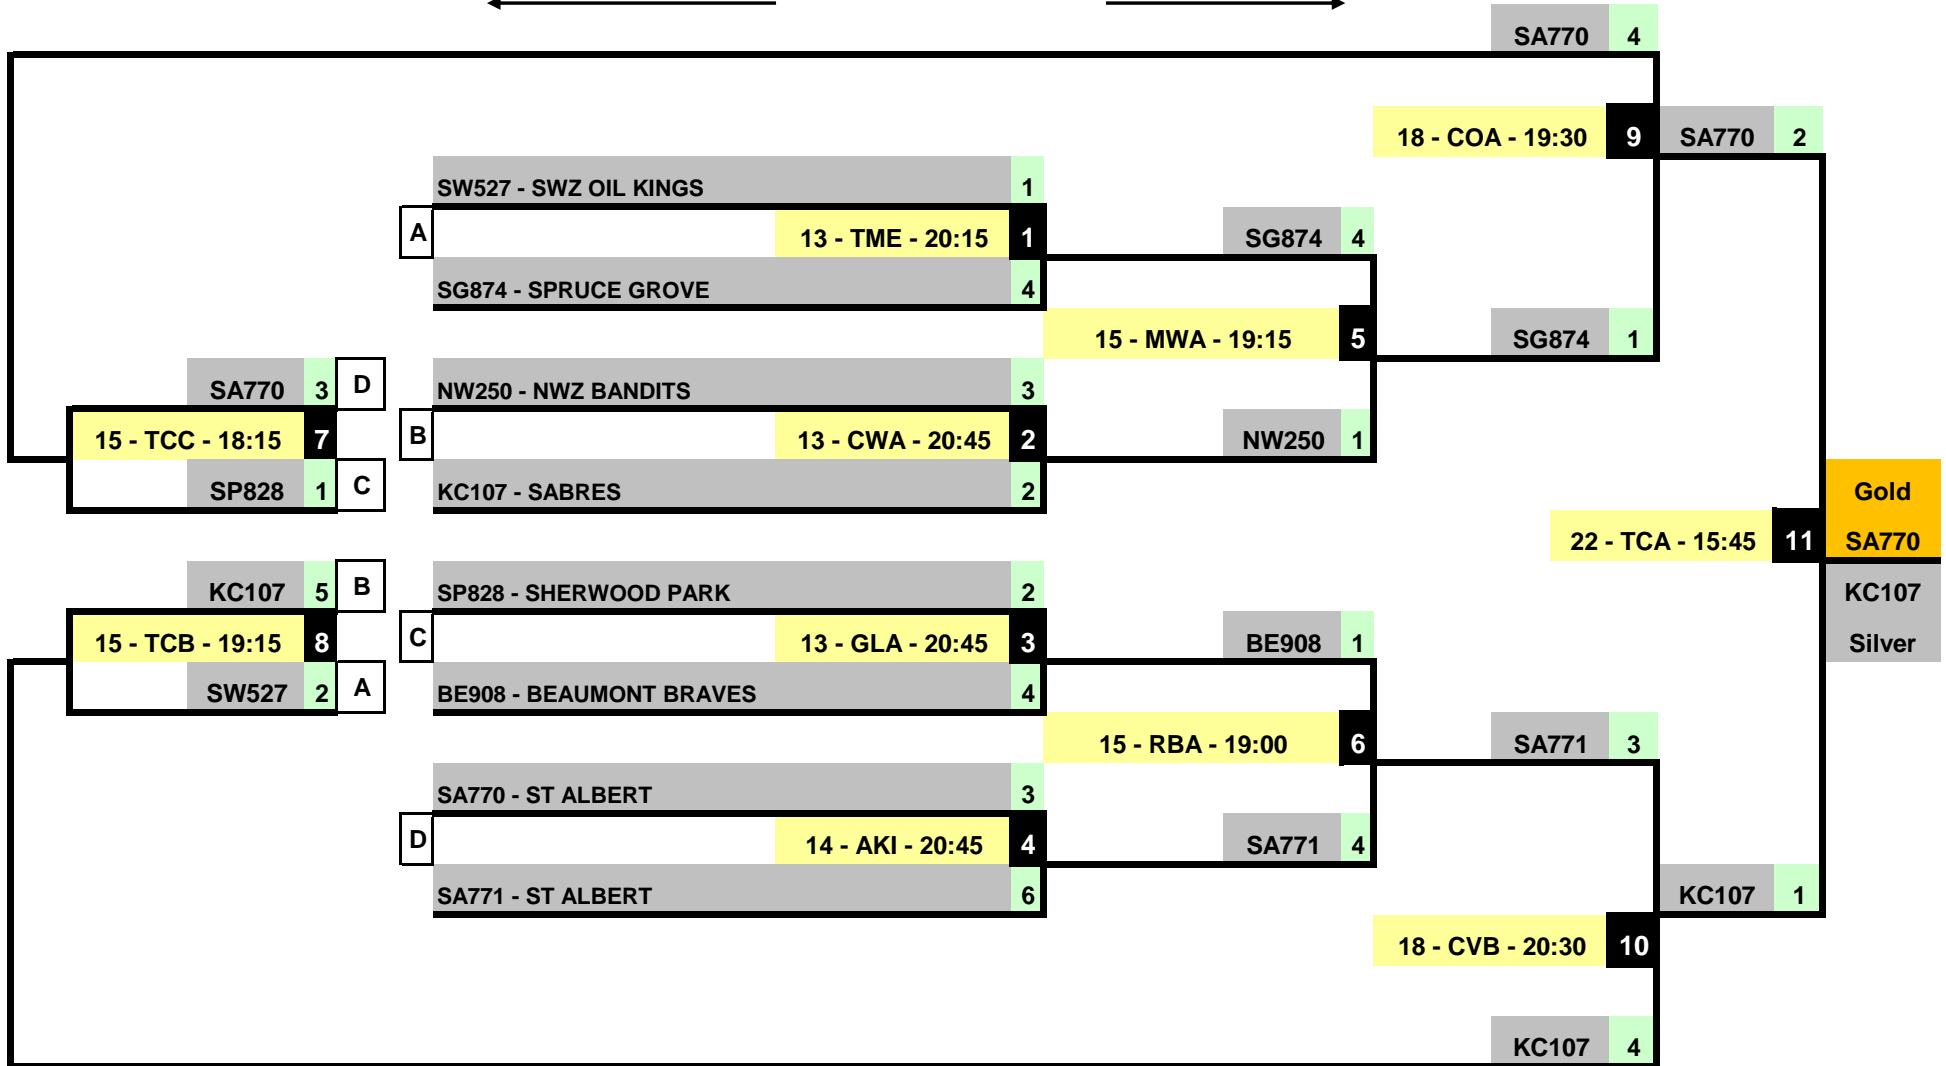 SA770 4
18 - COA - 19:30 9 SA770 2
SW527 - SWZ OIL KINGS 1
A 13 - TME - 20:15 1 SG874 4
SG874 - SPRUCE GROVE 4
15 - MWA - 19:15 5 SG874 1
SA770 3 D NW250 - NWZ BANDITS 3
15 - TCC - 18:15 7 B 13 - CWA - 20:45 2 NW250 1
SP828 1 C KC107 - SABRES 2 Gold
22 - TCA - 15:45 11 SA770
KC107 5 B SP828 - SHERWOOD PARK 2 KC107
15 - TCB - 19:15 8 C 13 - GLA - 20:45 3 BE908 1 Silver
SW527 2 A BE908 - BEAUMONT BRAVES 4
15 - RBA - 19:00 6 SA771 3
SA770 - ST ALBERT 3
D 14 - AKI - 20:45 4 SA771 4
SA771 - ST ALBERT 6 KC107 1
18 - CVB - 20:30 10
KC107 4